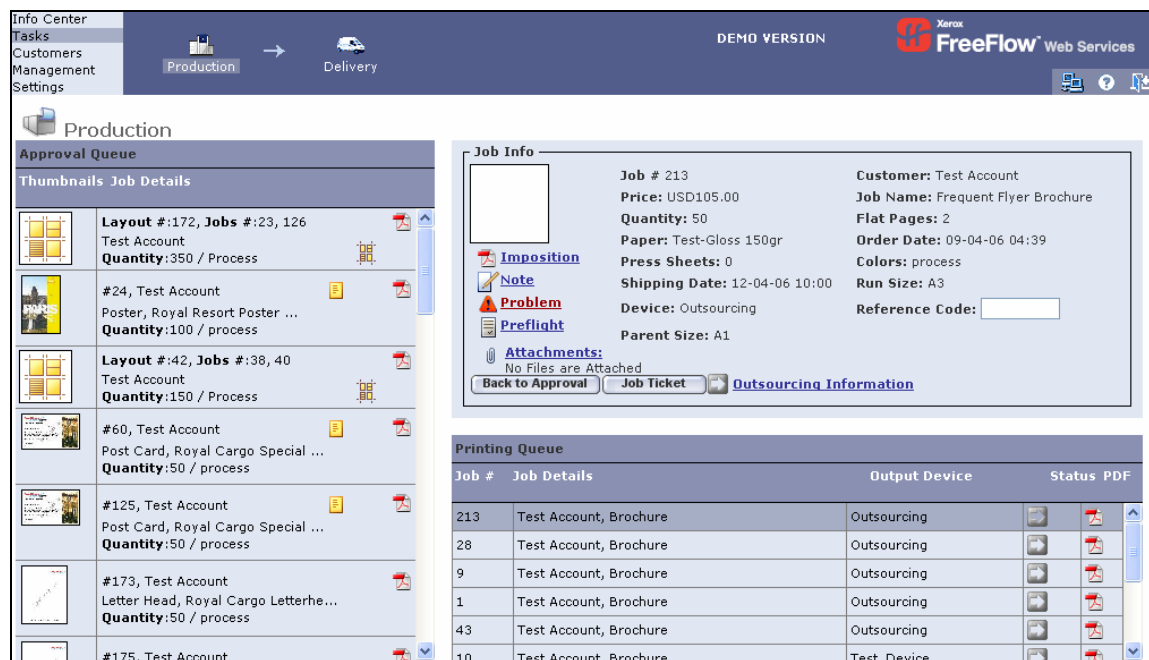 Info Center
Tasks
Customers
Management
Settings
Production
Delivery
DEMO VERSION
Xerox
FreeFlow Web Services
Production
Approval Queue
Thumbnails Job Details
Layout #:172, Jobs #:23, 126
Test Account
Quantity:350 / Process
PARIS
#24, Test Account
Poster, Royal Resort Poster ...
Quantity:100 / process
Layout #:42, Jobs #:38, 40
Test Account
Quantity:150 / Process
#60, Test Account
Post Card, Royal Cargo Special ...
Quantity:50 / process
#125, Test Account
Post Card, Royal Cargo Special ...
Quantity:50 / process
#173, Test Account
Letter Head, Royal Cargo Letterhe...
Quantity:50 / process
#175, Test Account
Job Info
Imposition
Note
Problem
Preflight
Attachments:
No Files are Attached
Job # 213
Price: USD105.00
Quantity: 50
Paper: Test-Gloss 150gr
Press Sheets: 0
Shipping Date: 12-04-06 10:00
Device: Outsourcing
Parent Size: A1
Customer: Test Account
Job Name: Frequent Flyer Brochure
Flat Pages: 2
Order Date: 09-04-06 04:39
Colors: process
Run Size: A3
Reference Code:
Back to Approval Job Ticket Outsourcing Information
Printing Queue
Job # Job Details Output Device Status PDF
213 Test Account, Brochure Outsourcing
28 Test Account, Brochure Outsourcing
9 Test Account, Brochure Outsourcing
1 Test Account, Brochure Outsourcing
43 Test Account, Brochure Outsourcing
10 Test Account, Brochure Test Device